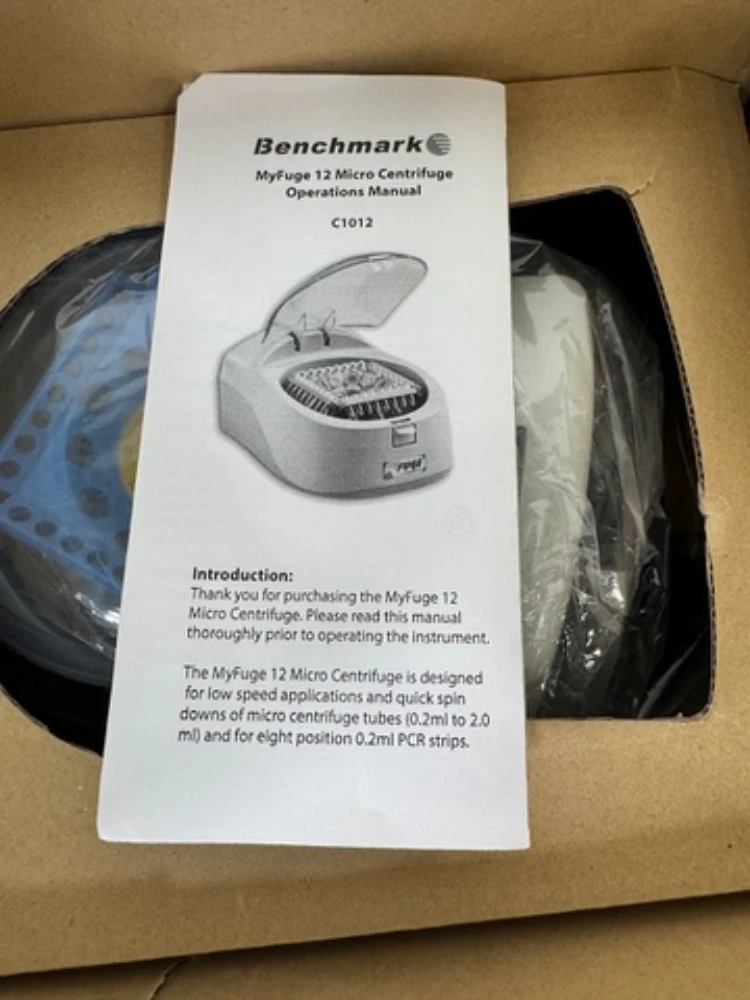 Benchmark
MyFuge 12 Micro Centrifuge
Operations Manual
C1012
Introduction:
Thank you for purchasing the MyFuge 12
Micro Centrifuge. Please read this manual
thoroughly prior to operating the instrument.
The MyFuge 12 Micro Centrifuge is designed
for low speed applications and quick spin
downs of micro centrifuge tubes (0.2ml to 2.0
ml) and for eight position 0.2ml PCR strips.